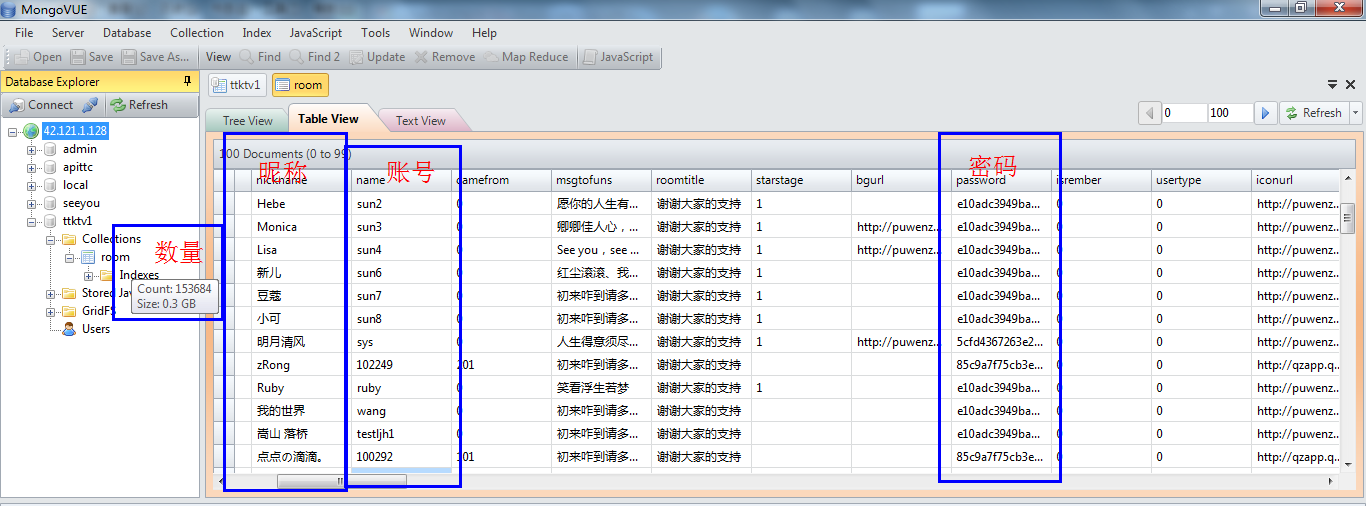 MongoVUE
File Server Database Collection Index JavaScript Tools Window Help
Open Save Save As... View Find Find 2 Update Remove Map Reduce JavaScript
Database Explorer
Connect Refresh
42.121.1.128
admin
apittc
local
seeyou
ttktv1
Collections
room
Indexes
Stored Jav
GridFS
Users
数量
Count: 153684
Size: 0.3 GB
ttktv1 room
Tree View Table View Text View
0 100 Refresh
100 Documents (0 to 99)
昵称 账号 密码
nickname name camefrom msgtofuns roomtitle starstage bgurl password isrember usertype iconurl
Hebe sun2 0 愿你的人生有... 谢谢大家的支持 1 e10adc3949ba... 0 0 http://puwenz...
Monica sun3 0 卿卿佳人心，... 谢谢大家的支持 1 http://puwenz... e10adc3949ba... 0 0 http://puwenz...
Lisa sun4 0 See you，see ... 谢谢大家的支持 1 http://puwenz... e10adc3949ba... 0 0 http://puwenz...
新儿 sun6 0 红尘滚滚、我... 谢谢大家的支持 1 e10adc3949ba... 0 0 http://puwenz...
豆蔻 sun7 0 初来咋到请多... 谢谢大家的支持 1 e10adc3949ba... 0 0 http://puwenz...
小可 sun8 0 初来咋到请多... 谢谢大家的支持 1 e10adc3949ba... 0 0 http://puwenz...
明月清风 sys 0 人生得意须尽... 谢谢大家的支持 1 http://puwenz... 5cfd4367263e2... 0 0 http://puwenz...
zRong 102249 101 初来咋到请多... 谢谢大家的支持 85c9a7f75cb3e... 0 0 http://qzapp.q...
Ruby ruby 0 笑看浮生若梦 谢谢大家的支持 1 e10adc3949ba... 0 0 http://puwenz...
我的世界 wang 0 初来咋到请多... 谢谢大家的支持 e10adc3949ba... 0 0 http://puwenz...
嵩山 落桥 testljh1 0 初来咋到请多... 谢谢大家的支持 e10adc3949ba... 0 0 http://puwenz...
点点の滴滴。 100292 101 初来咋到请多... 谢谢大家的支持 85c9a7f75cb3e... 0 0 http://qzapp.q...